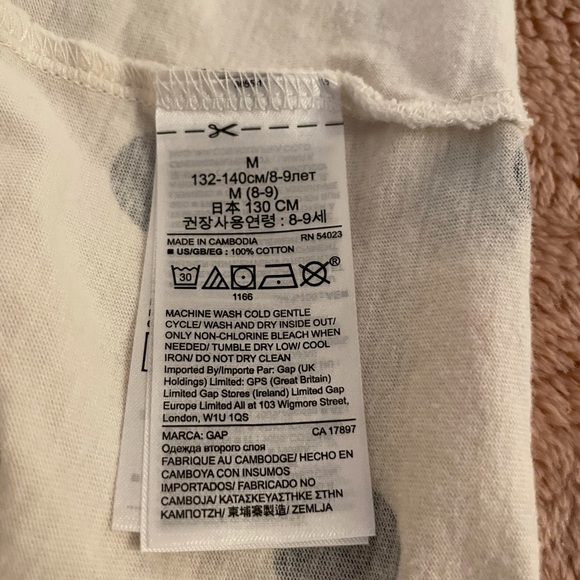 M
132-140см/8-9лет
M (8-9)
日本 130 CM
권장사용연령 : 8-9세
MADE IN CAMBODIA RN 54023
■ US/GB/EG : 100% COTTON
30
®
1166
MACHINE WASH COLD GENTLE
CYCLE/ WASH AND DRY INSIDE OUT/
ONLY NON-CHLORINE BLEACH WHEN
NEEDED/ TUMBLE DRY LOW/ COOL
IRON/ DO NOT DRY CLEAN
Imported By/Importe Par: Gap (UK
Holdings) Limited: GPS (Great Britain)
Limited Gap Stores (Ireland) Limited Gap
Europe Limited All at 103 Wigmore Street,
London, W1U 1QS
MARCA: GAP CA 17897
Одежда второго слоя
FABRIQUE AU CAMBODGE/ HECHO EN
CAMBOYA CON INSUMOS
IMPORTADOS/ FABRICADO NO
CAMBOJA/ ΚΑΤΑΣΚΕΥΑΣΤΗΚΕ ΣΤΗΝ
ΚΑΜΠΟΤΖΗ/ 柬埔寨製造/ ZEMLJA